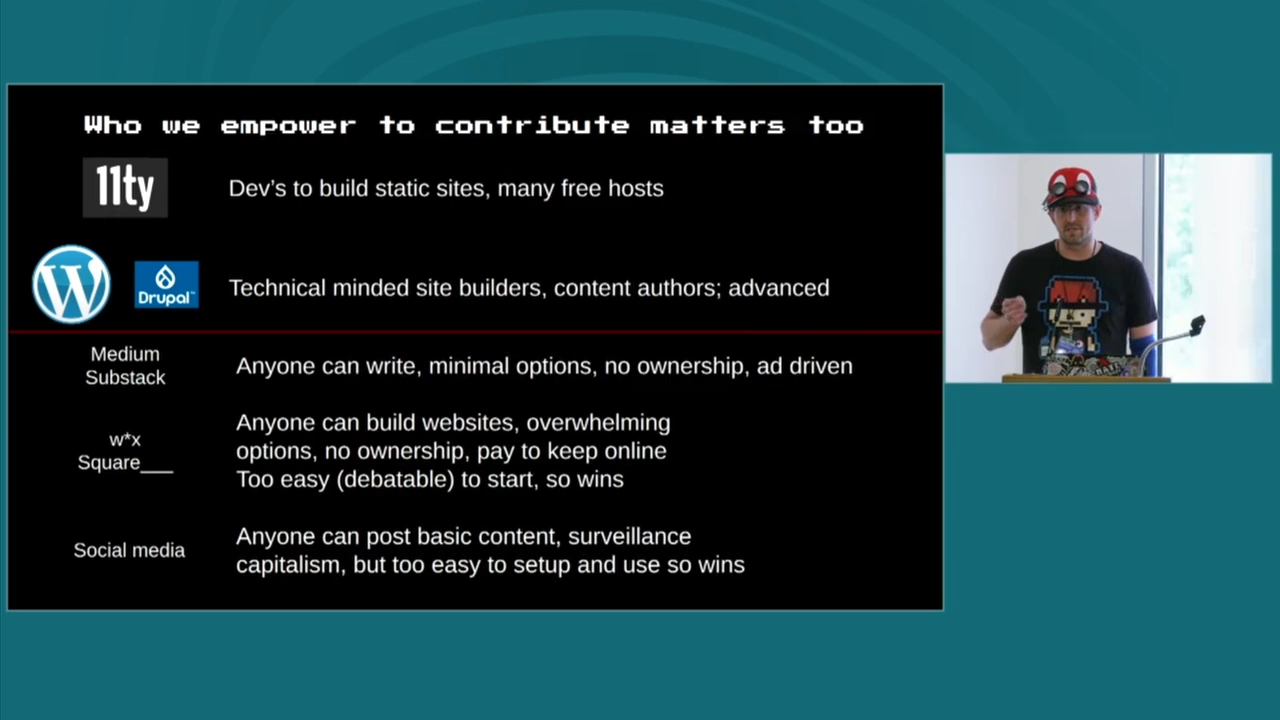 Who we empower to contribute matters too
11ty
Dev's to build static sites, many free hosts
W
Drupal™
Technical minded site builders, content authors; advanced
Medium
Substack
Anyone can write, minimal options, no ownership, ad driven
w*x
Square___
Anyone can build websites, overwhelming
options, no ownership, pay to keep online
Too easy (debatable) to start, so wins
Social media
Anyone can post basic content, surveillance
capitalism, but too easy to setup and use so wins